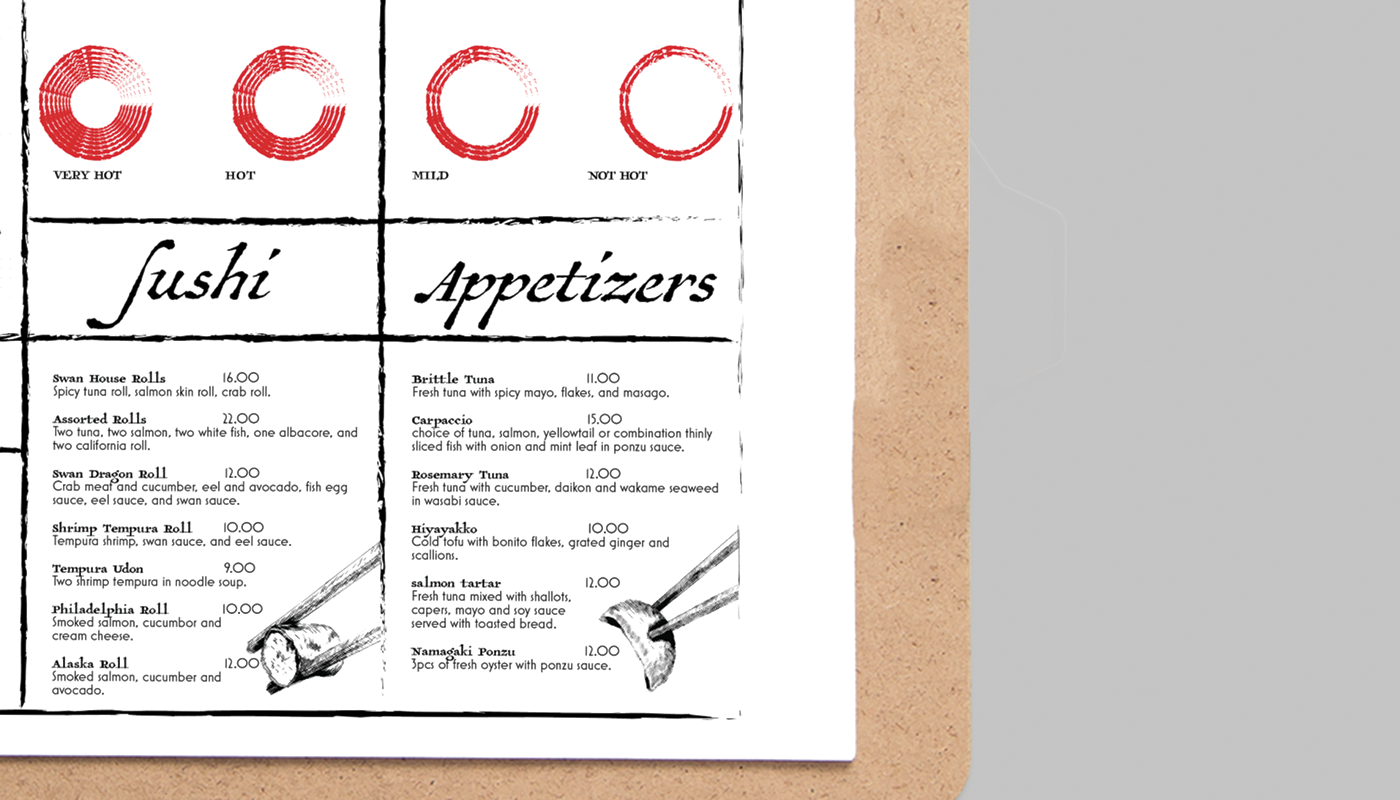 VERY HOT
HOT
MILD
NOT HOT
Sushi
Swan House Rolls 16.00
Spicy tuna roll, salmon skin roll, crab roll.
Assorted Rolls 22.00
Two tuna, two salmon, two white fish, one albacore, and
two california roll.
Swan Dragon Roll 12.00
Crab meat and cucumber, eel and avocado, fish egg
sauce, eel sauce, and swan sauce.
Shrimp Tempura Roll 10.00
Tempura shrimp, swan sauce, and eel sauce.
Tempura Udon 9.00
Two shrimp tempura in noodle soup.
Philadelphia Roll 10.00
Smoked salmon, cucumbor and
cream cheese.
Alaska Roll 12.00
Smoked salmon, cucumber and
avocado.
Appetizers
Brittle Tuna 11.00
Fresh tuna with spicy mayo, flakes, and masago.
Carpaccio 15.00
choice of tuna, salmon, yellowtail or combination thinly
sliced fish with onion and mint leaf in ponzu sauce.
Rosemary Tuna 12.00
Fresh tuna with cucumber, daikon and wakame seaweed
in wasabi sauce.
Hiyayakko 10.00
Cold tofu with bonito flakes, grated ginger and
scallions.
salmon tartar 12.00
Fresh tuna mixed with shallots,
capers, mayo and soy sauce
served with toasted bread.
Namagaki Ponzu 12.00
3pcs of fresh oyster with ponzu sauce.